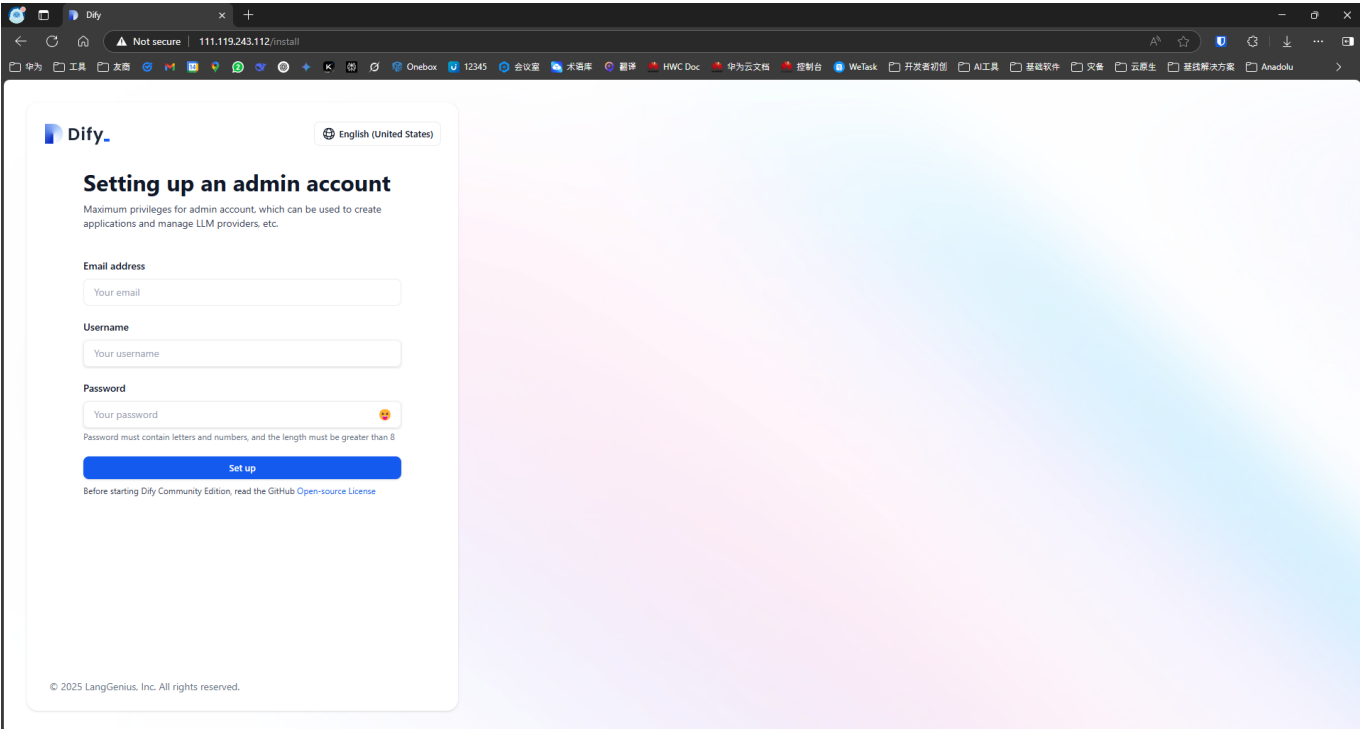 Dify
Not secure
111.119.243.112/install
华为
工具
友商
Onebox
12345
会议室
术语库
翻译
HWC Doc
华为云文档
控制台
WeTask
开发者初创
AI工具
基础软件
灾备
云原生
基线解决方案
Anadolu
Dify_
English (United States)
Setting up an admin account
Maximum privileges for admin account, which can be used to create
applications and manage LLM providers, etc.
Email address
Your email
Username
Your username
Password
Your password
Password must contain letters and numbers, and the length must be greater than 8
Set up
Before starting Dify Community Edition, read the GitHub Open-source License
© 2025 LangGenius, Inc. All rights reserved.